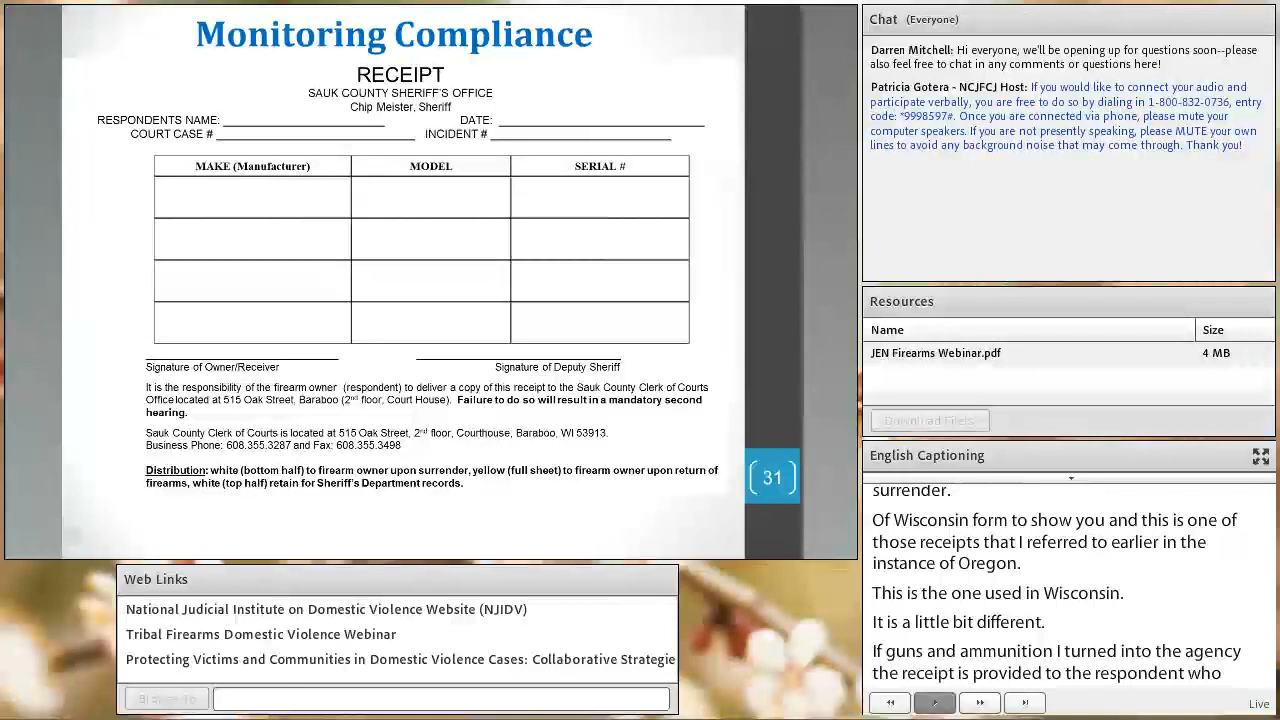 Monitoring Compliance
RECEIPT
SAUK COUNTY SHERIFF'S OFFICE
Chip Meister, Sheriff
RESPONDENTS NAME: DATE:
COURT CASE # INCIDENT #
MAKE (Manufacturer) MODEL SERIAL #
Signature of Owner/Receiver Signature of Deputy Sheriff
It is the responsibility of the firearm owner (respondent) to deliver a copy of this receipt to the Sauk County Clerk of Courts
Office located at 515 Oak Street, Baraboo (2nd floor, Court House). Failure to do so will result in a mandatory second
hearing.
Sauk County Clerk of Courts is located at 515 Oak Street, 2nd floor, Courthouse, Baraboo, WI 53913.
Business Phone: 608.355.3287 and Fax: 608.355.3498
Distribution: white (bottom half) to firearm owner upon surrender, yellow (full sheet) to firearm owner upon return of
firearms, white (top half) retain for Sheriff's Department records.
31
Chat (Everyone)
Darren Mitchell: Hi everyone, we'll be opening up for questions soon--please
also feel free to chat in any comments or questions here!
Patricia Gotera - NCJFCJ Host: If you would like to connect your audio and
participate verbally, you are free to do so by dialing in 1-800-832-0736, entry
code: *9998597#. Once you are connected via phone, please mute your
computer speakers. If you are not presently speaking, please MUTE your own
lines to avoid any background noise that may come through. Thank you!
Resources
Name Size
JEN Firearms Webinar.pdf 4 MB
Download File(s)
English Captioning
surrender.
Of Wisconsin form to show you and this is one of
those receipts that I referred to earlier in the
instance of Oregon.
This is the one used in Wisconsin.
It is a little bit different.
If guns and ammunition I turned into the agency
the receipt is provided to the respondent who
Live
Web Links
National Judicial Institute on Domestic Violence Website (NJIDV)
Tribal Firearms Domestic Violence Webinar
Protecting Victims and Communities in Domestic Violence Cases: Collaborative Strategie
Browse To